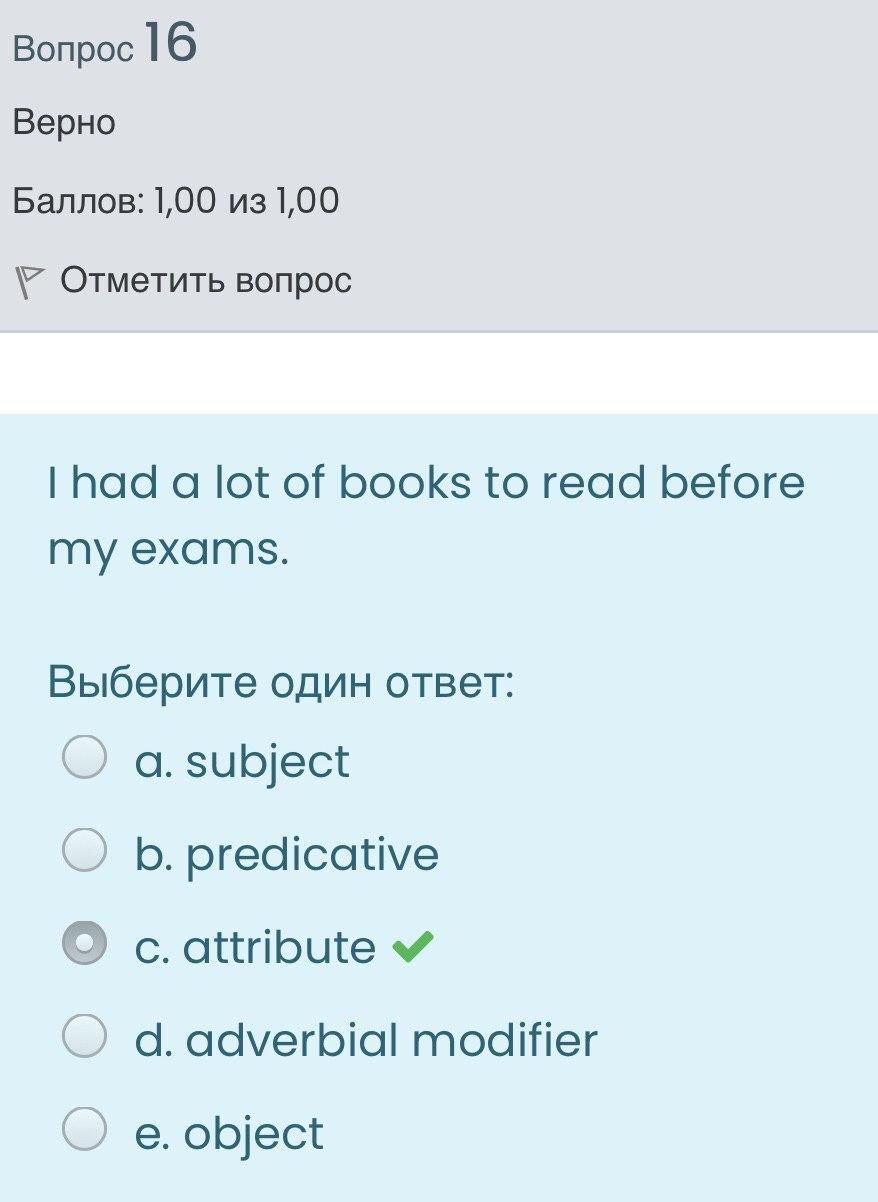 Вопрос 16
Верно
Баллов: 1,00 из 1,00
Отметить вопрос
I had a lot of books to read before
my exams.
Выберите один ответ:
a. subject
b. predicative
c. attribute
d. adverbial modifier
e. object